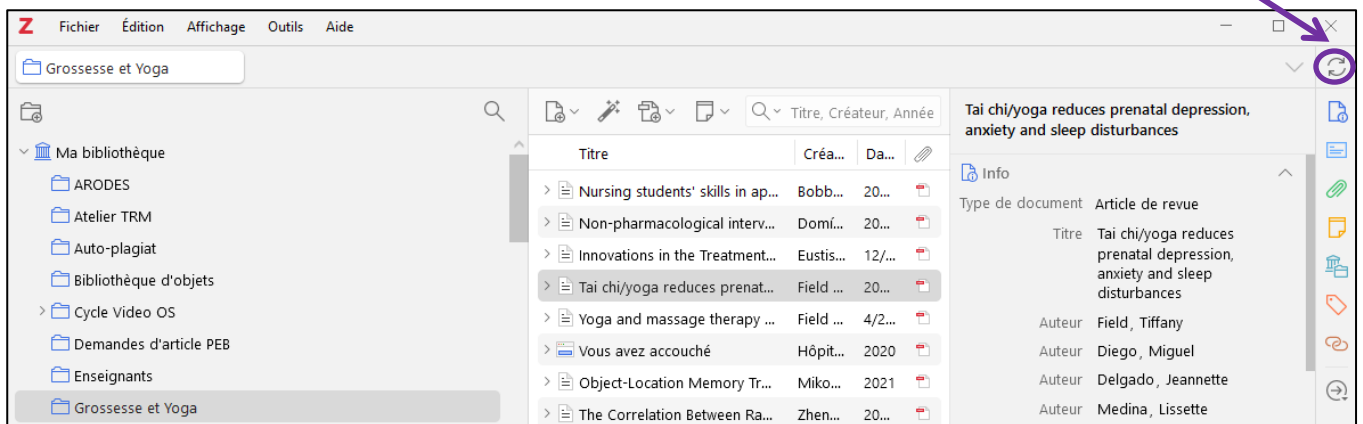 Z Fichier Édition Affichage Outils Aide
Grossesse et Yoga
Ma bibliothèque
ARODES
Atelier TRM
Auto-plagiat
Bibliothèque d'objets
Cycle Video OS
Demandes d'article PEB
Enseignants
Grossesse et Yoga
Titre, Créateur, Année
Titre Créa... Da...
Nursing students' skills in ap... Bobb... 20...
Non-pharmacological interv... Domí... 20...
Innovations in the Treatment... Eustis... 12/...
Tai chi/yoga reduces prenat... Field ... 20...
Yoga and massage therapy ... Field ... 4/2...
Vous avez accouché Hôpit... 2020
Object-Location Memory Tr... Miko... 2021
The Correlation Between Ra... Zhen... 20...
Tai chi/yoga reduces prenatal depression,
anxiety and sleep disturbances
Info
Type de document Article de revue
Titre Tai chi/yoga reduces
prenatal depression,
anxiety and sleep
disturbances
Auteur Field, Tiffany
Auteur Diego, Miguel
Auteur Delgado, Jeannette
Auteur Medina, Lissette